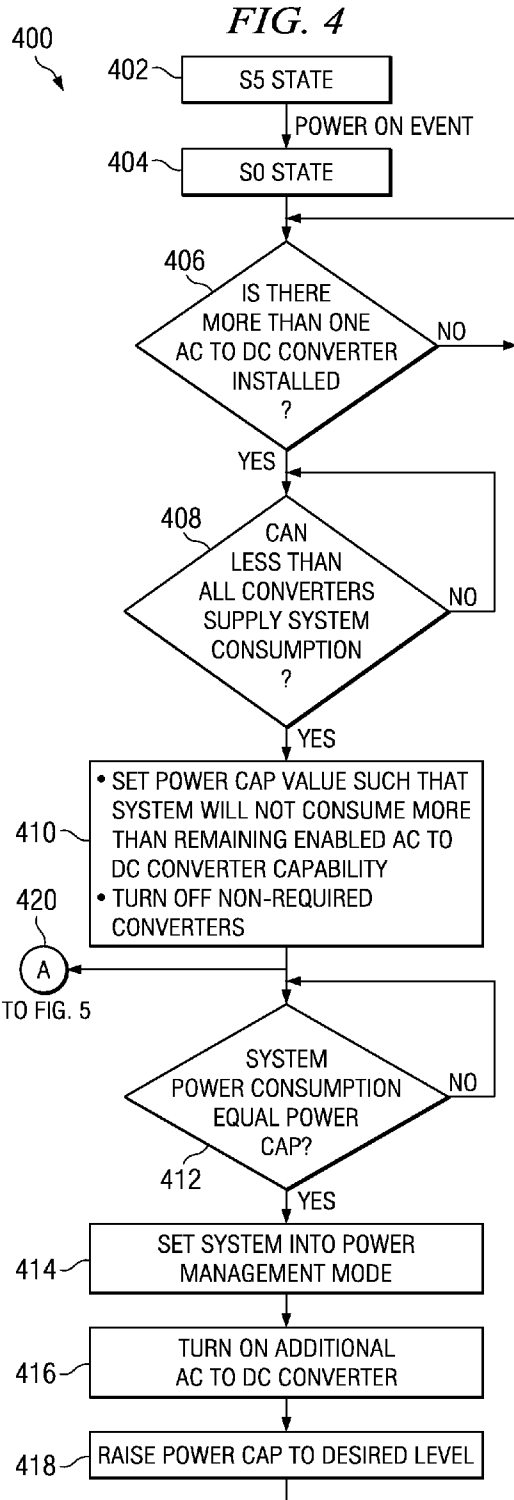 FIG. 4
400
402
S5 STATE
POWER ON EVENT
404
S0 STATE
406
IS THERE
MORE THAN ONE
AC TO DC CONVERTER
INSTALLED
?
NO
YES
408
CAN
LESS THAN
ALL CONVERTERS
SUPPLY SYSTEM
CONSUMPTION
?
NO
YES
410
• SET POWER CAP VALUE SUCH THAT
SYSTEM WILL NOT CONSUME MORE
THAN REMAINING ENABLED AC TO
DC CONVERTER CAPABILITY
• TURN OFF NON-REQUIRED
CONVERTERS
420
A
TO FIG. 5
SYSTEM
POWER CONSUMPTION
EQUAL POWER
CAP?
NO
412
YES
414
SET SYSTEM INTO POWER
MANAGEMENT MODE
416
TURN ON ADDITIONAL
AC TO DC CONVERTER
418
RAISE POWER CAP TO DESIRED LEVEL